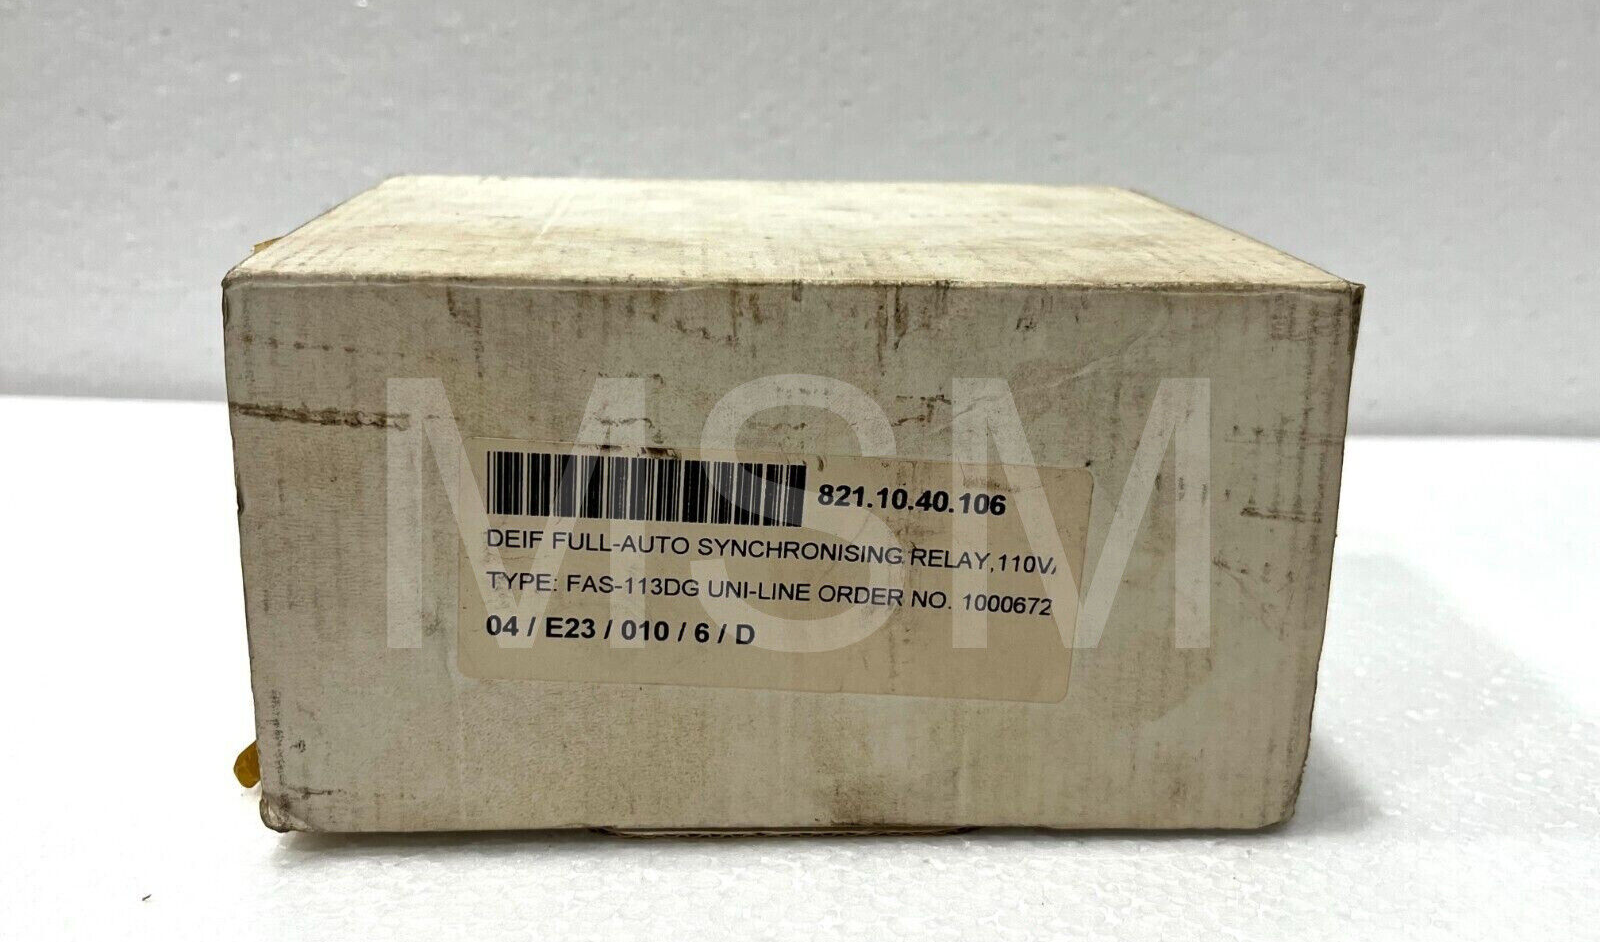 821.10.40.106
DEIF FULL-AUTO SYNCHRONISING RELAY,110V/
TYPE: FAS-113DG UNI-LINE ORDER NO. 1000672
04 / E23 / 010 / 6 / D
MSM